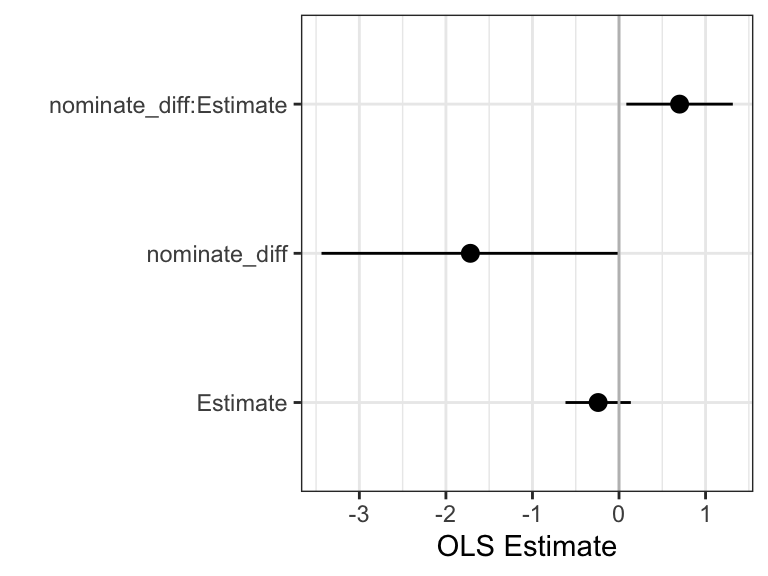 nominate_diff:Estimate
nominate_diff
Estimate
-3 -2 -1 0 1
OLS Estimate